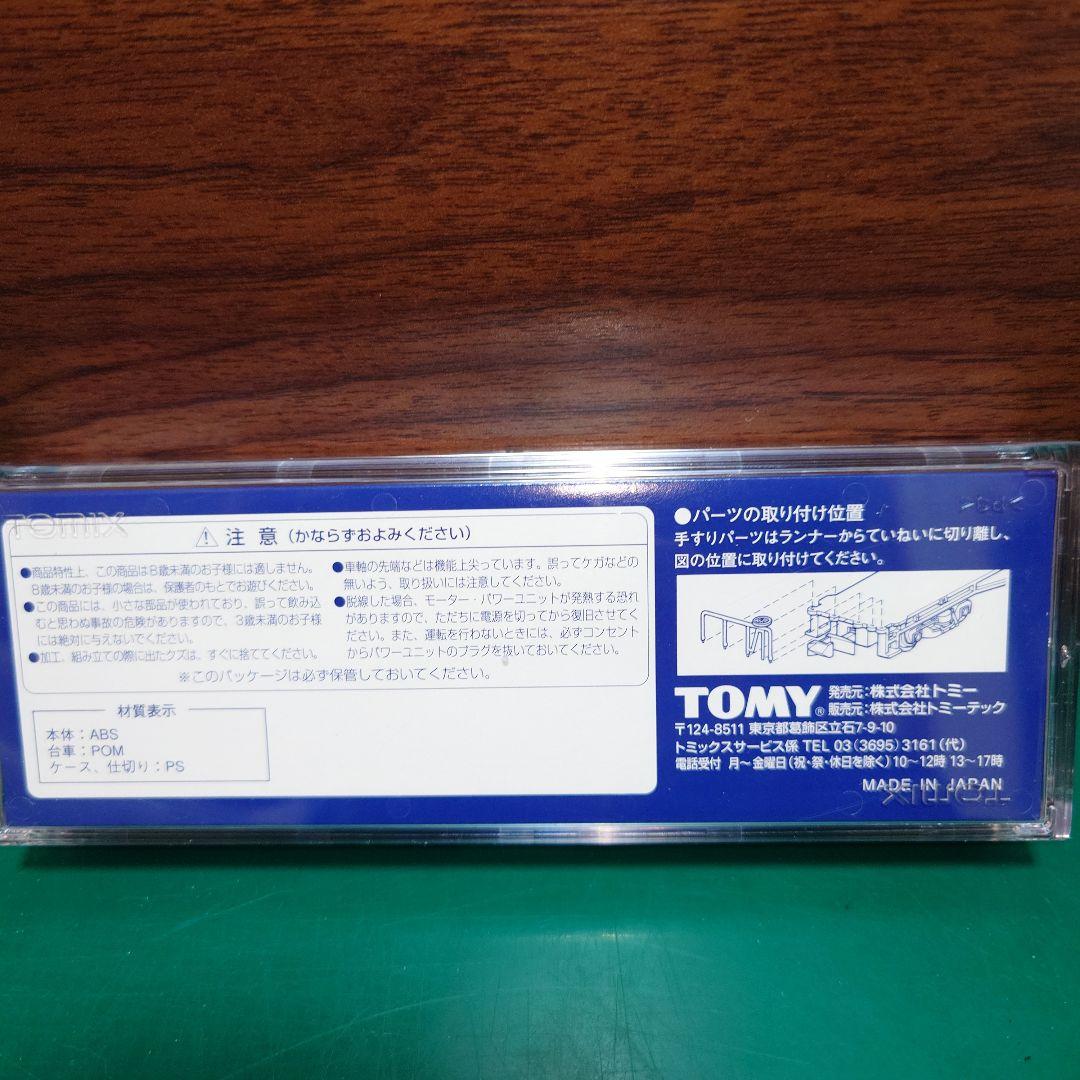 TOMIX
注 意 (かならずおよみください)
●商品特性上、この商品は8歳未満のお子様には適しません。
8歳未満のお子様の場合は、保護者のもとでお遊びください。
●この商品には、小さな部品が使われており、誤って飲み込
むと思わぬ事故の危険がありますので、3歳未満のお子様
には絶対に与えないでください。
●加工、組み立ての際に出たクズは、すぐに捨ててください。
●車軸の先端などは機能上尖っています。誤ってケガなどの
無いよう、取り扱いには注意してください。
●脱線した場合、モーター・パワーユニットが発熱する恐れ
がありますので、ただちに電源を切ってから復旧させてく
ださい。また、運転を行わないときには、必ずコンセント
からパワーユニットのプラグを抜いておいてください。
※このパッケージは必ず保管しておいてください。
材質表示
本体:ABS
台車:POM
ケース、仕切り:PS
●パーツの取り付け位置
手すりパーツはランナーからていねいに切り離し、
図の位置に取り付けてください。
TOMY® 発売元:株式会社トミー
販売元:株式会社トミーテック
〒124-8511 東京都葛飾区立石7-9-10
トミックスサービス係 TEL 03(3695)3161(代)
電話受付 月〜金曜日(祝・祭・休日を除く)10〜12時 13〜17時
MADE IN JAPAN
TOMIX
>PS<